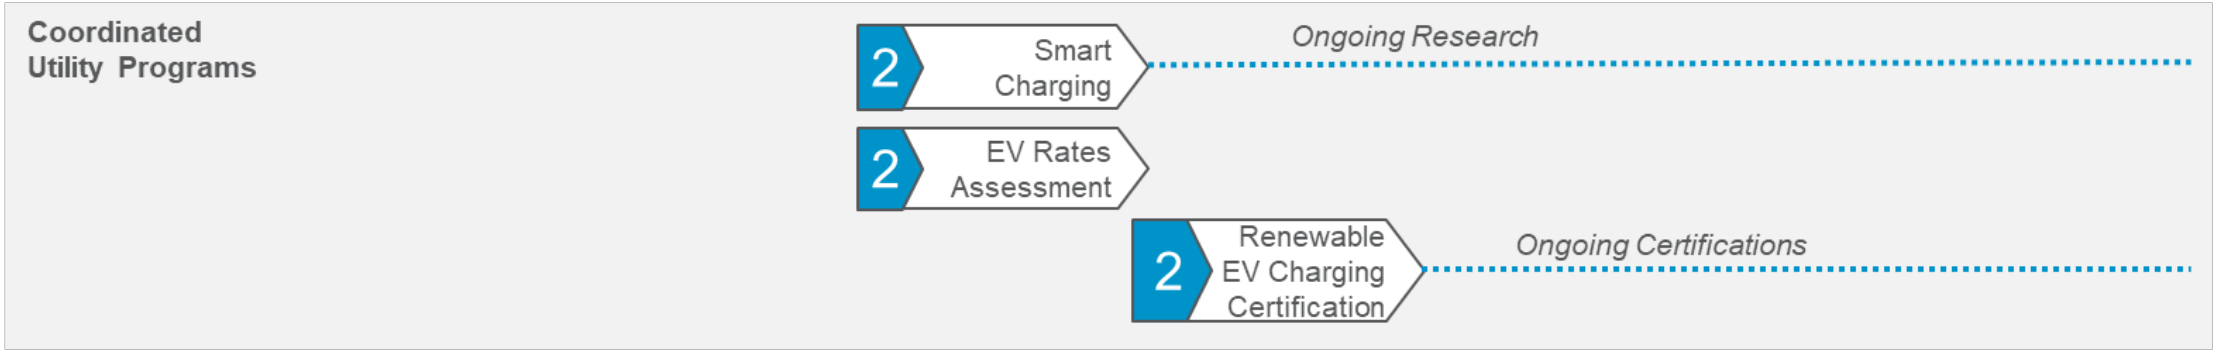 Coordinated
Utility Programs
2
Smart
Charging
Ongoing Research
2
EV Rates
Assessment
2
Renewable
EV Charging
Certification
Ongoing Certifications